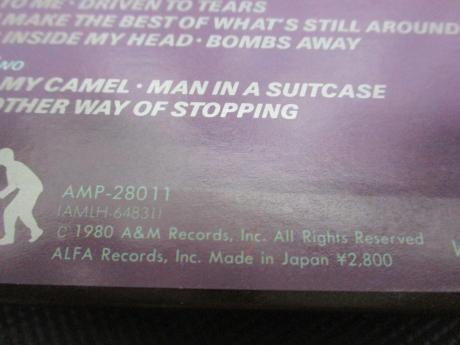 TO ME · DRIVEN TO TEARS
MAKE THE BEST OF WHAT'S STILL AROUND
INSIDE MY HEAD · BOMBS AWAY
WO
MY CAMEL · MAN IN A SUITCASE
OTHER WAY OF STOPPING
AMP-28011
(AMLH-64831)
© 1980 A&M Records, Inc. All Rights Reserved
ALFA Records, Inc. Made in Japan ¥2,800